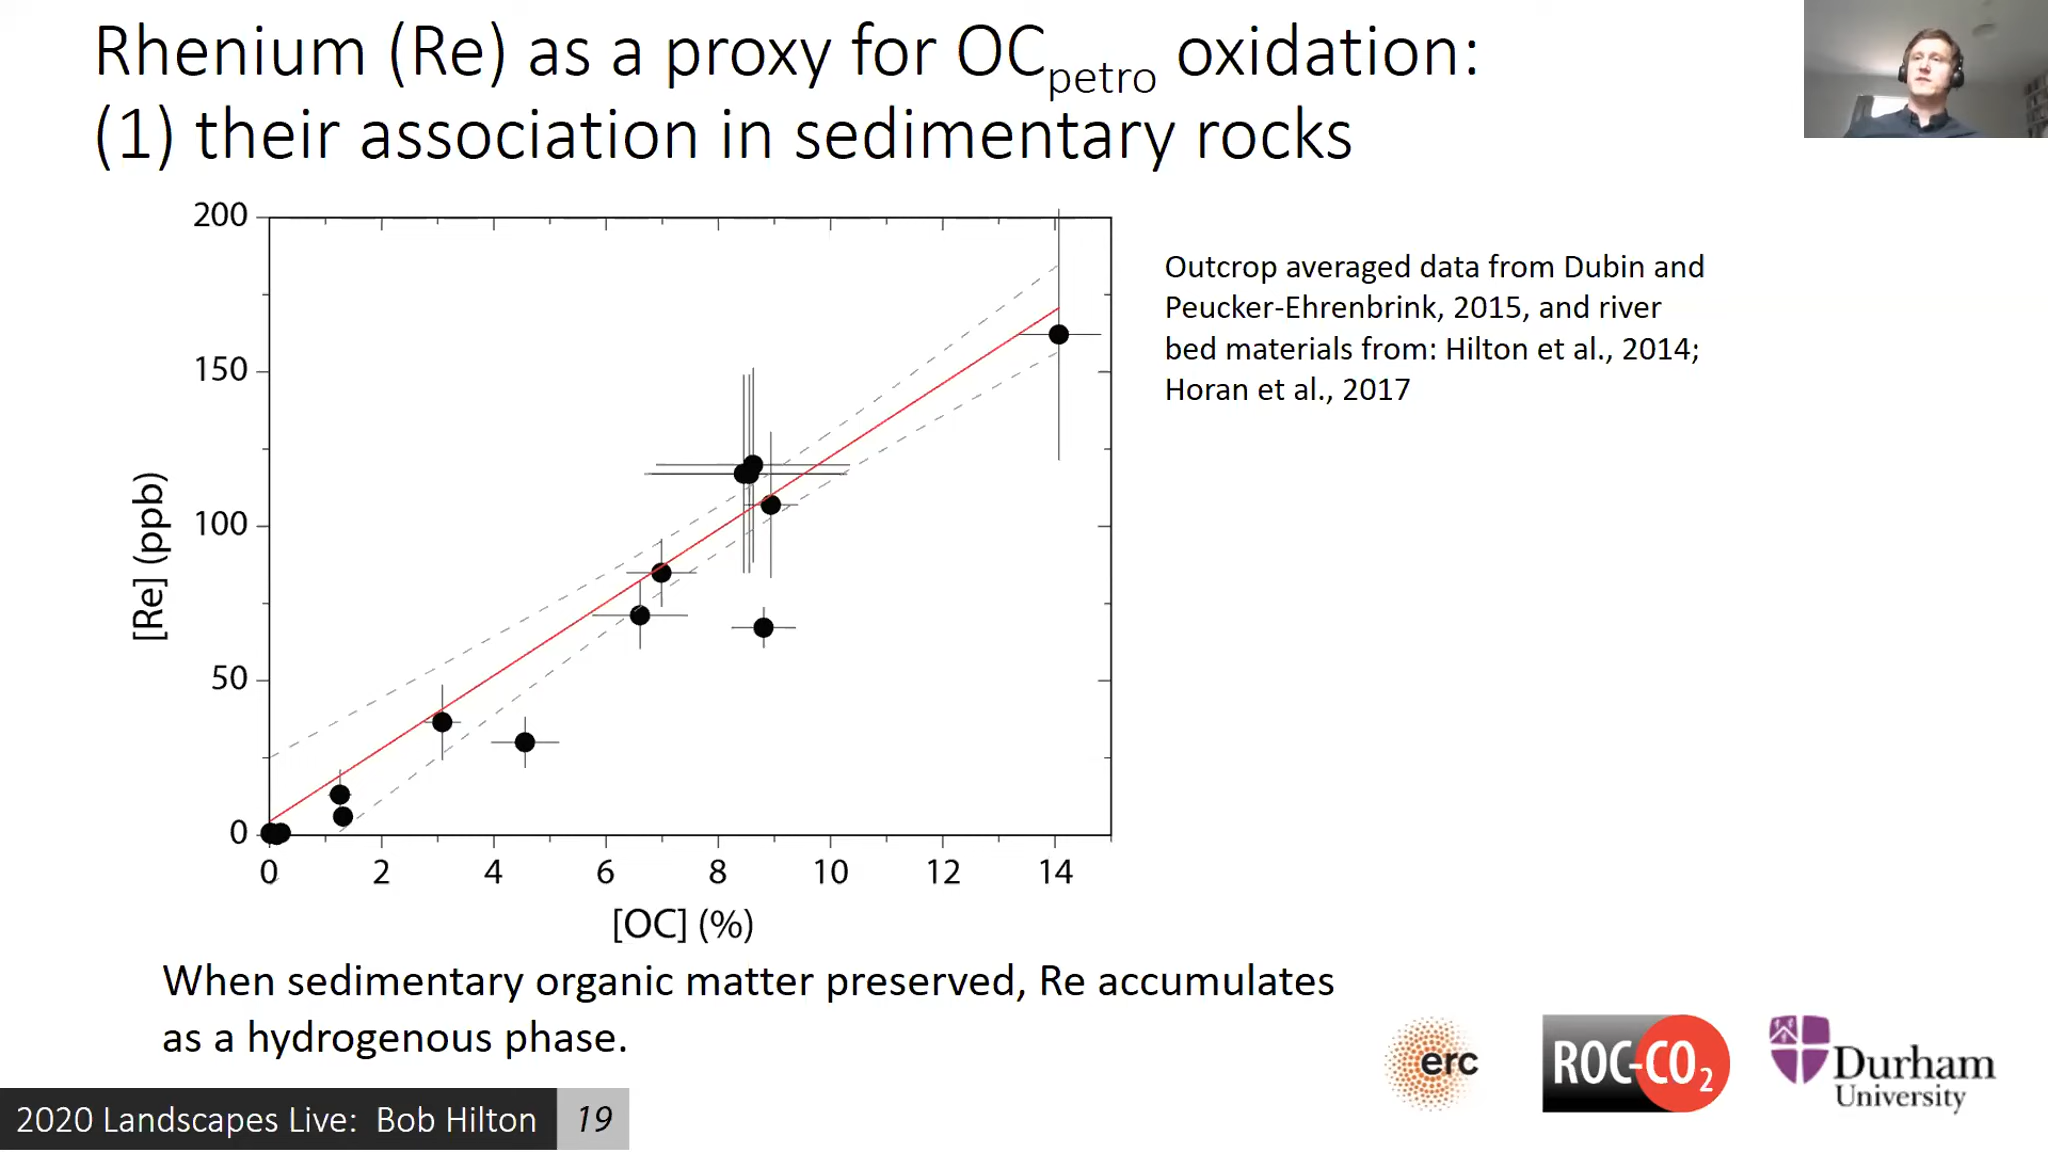 Rhenium (Re) as a proxy for OCpetro oxidation:
(1) their association in sedimentary rocks
200
150
100
50
0
[Re] (ppb)
0 2 4 6 8 10 12 14
[OC] (%)
Outcrop averaged data from Dubin and
Peucker-Ehrenbrink, 2015, and river
bed materials from: Hilton et al., 2014;
Horan et al., 2017
When sedimentary organic matter preserved, Re accumulates
as a hydrogenous phase.
erc
ROC-CO2
Durham
University
2020 Landscapes Live: Bob Hilton 19